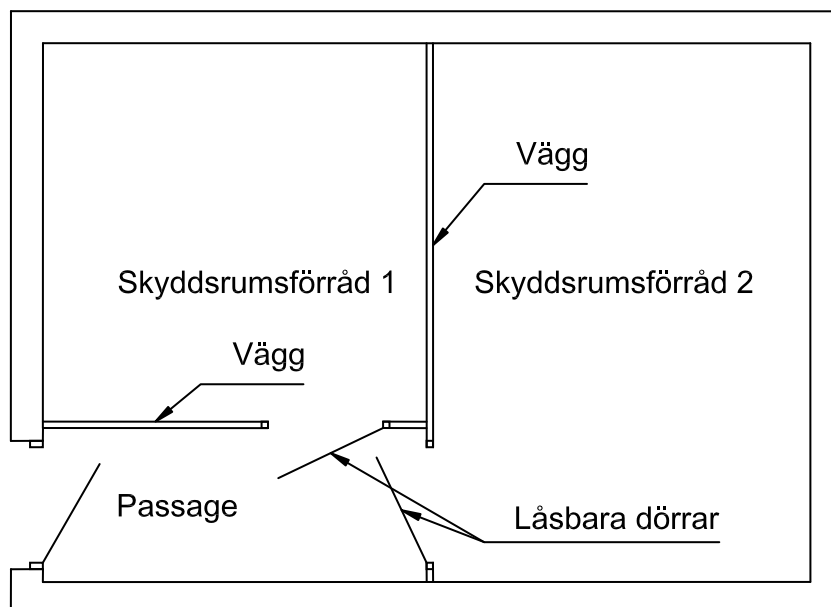 Vägg
Skyddsrumsförråd 1
Skyddsrumsförråd 2
Vägg
Passage
Låsbara dörrar